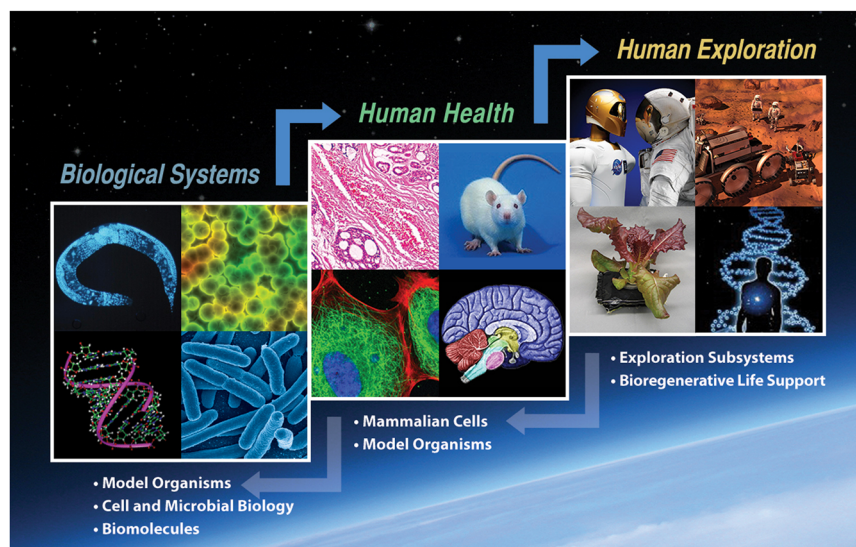 Human Exploration
Human Health
Biological Systems
• Exploration Subsystems
• Bioregenerative Life Support
• Mammalian Cells
• Model Organisms
• Model Organisms
• Cell and Microbial Biology
• Biomolecules